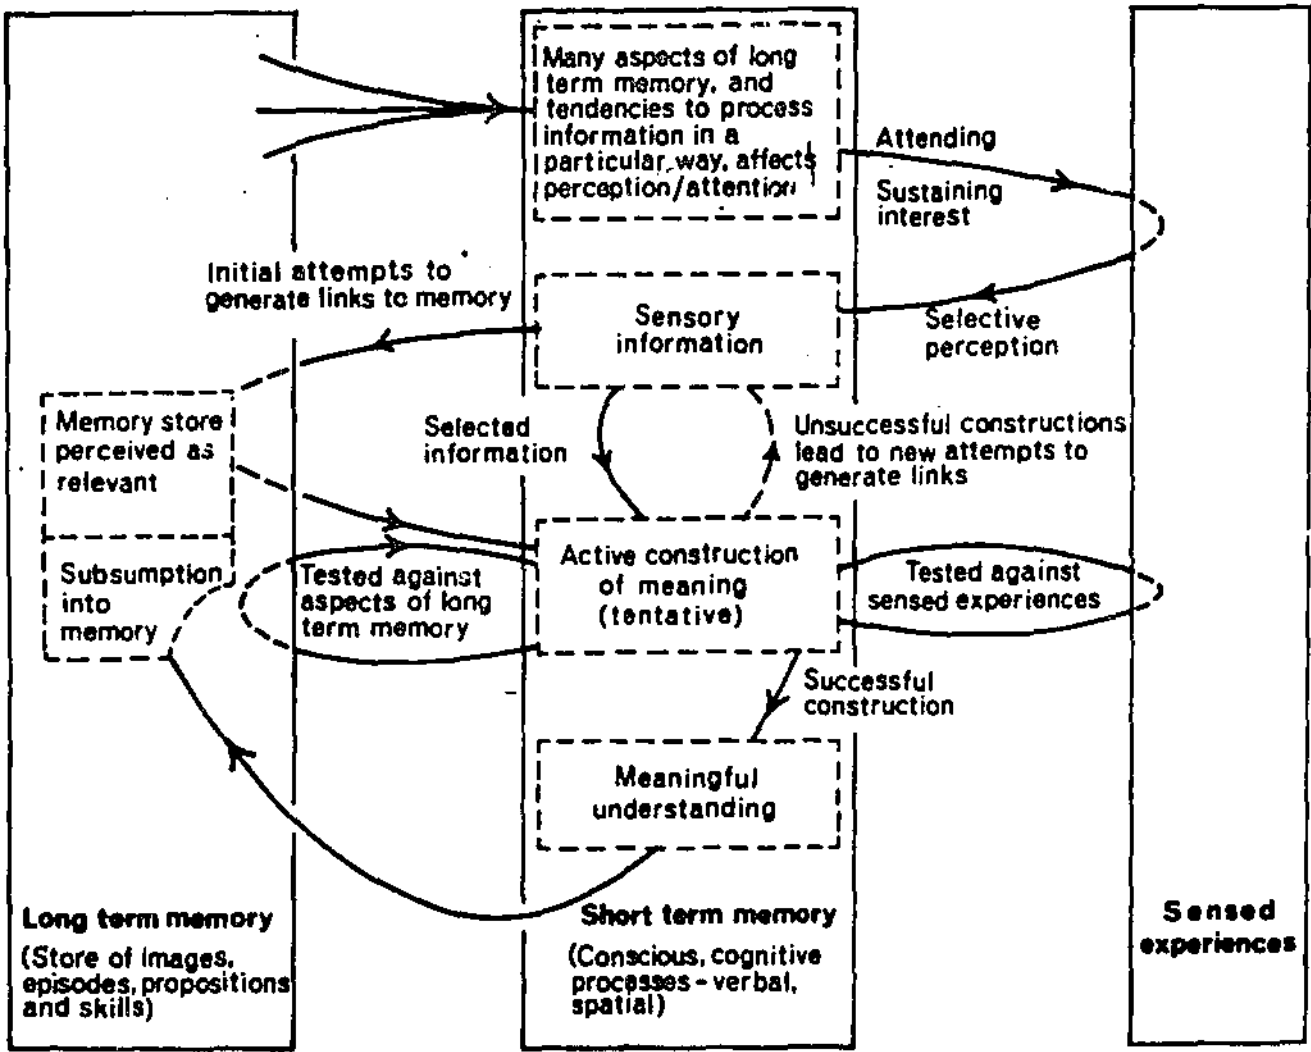 Many aspects of long
term memory, and
tendencies to process
information in a
particular way, affects
perception/attention
Attending
Sustaining
interest
Initial attempts to
generate links to memory
Sensory
information
Selective
perception
Memory store
perceived as
relevant
Selected
information
Unsuccessful constructions
lead to new attempts to
generate links
Subsumption
into
memory
Tested against
aspects of long
term memory
Active construction
of meaning
(tentative)
Tested against
sensed experiences
Successful
construction
Meaningful
understanding
Long term memory
(Store of images,
episodes, propositions
and skills)
Short term memory
(Conscious, cognitive
processes - verbal,
spatial)
Sensed
experiences